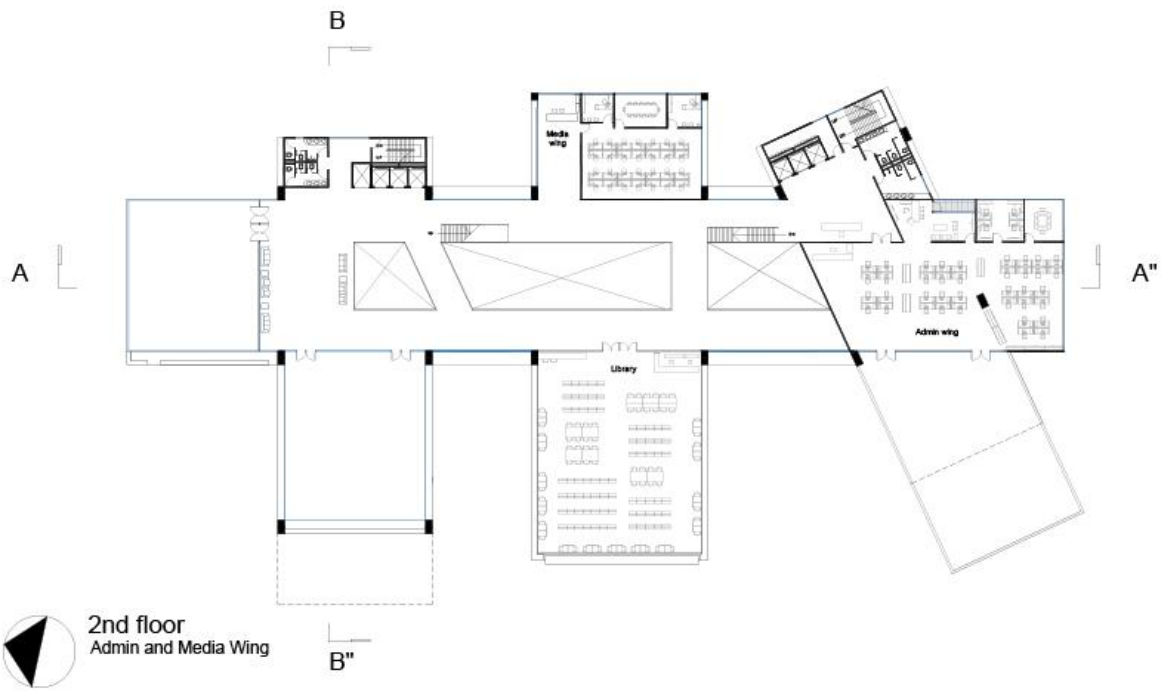 B
Media
wing
A
A"
Admin wing
Library
2nd floor
Admin and Media Wing
B"